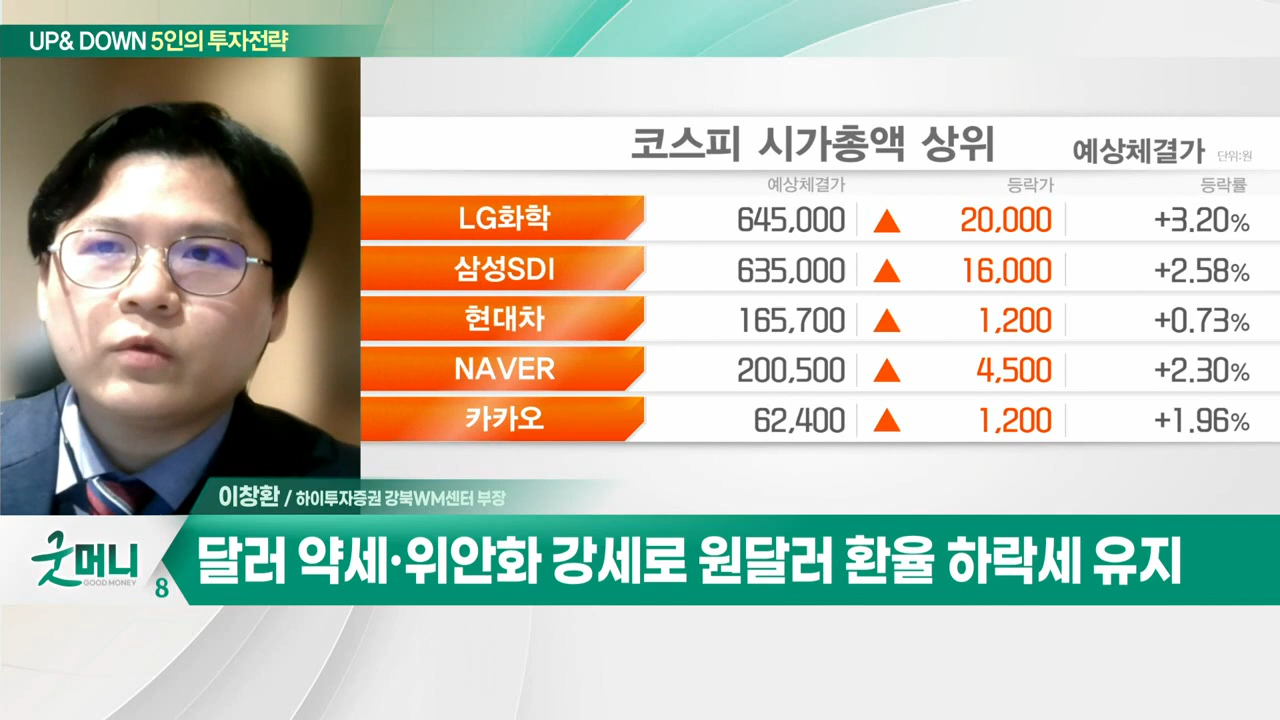 UP& DOWN 5인의 투자전략
코스피 시가총액 상위 예상체결가 단위:원
예상체결가 등락가 등락률
LG화학 645,000 ▲ 20,000 +3.20%
삼성SDI 635,000 ▲ 16,000 +2.58%
현대차 165,700 ▲ 1,200 +0.73%
NAVER 200,500 ▲ 4,500 +2.30%
카카오 62,400 ▲ 1,200 +1.96%
이창환 / 하이투자증권 강북WM센터 부장
굿머니
GOOD MONEY
8
달러 약세·위안화 강세로 원달러 환율 하락세 유지